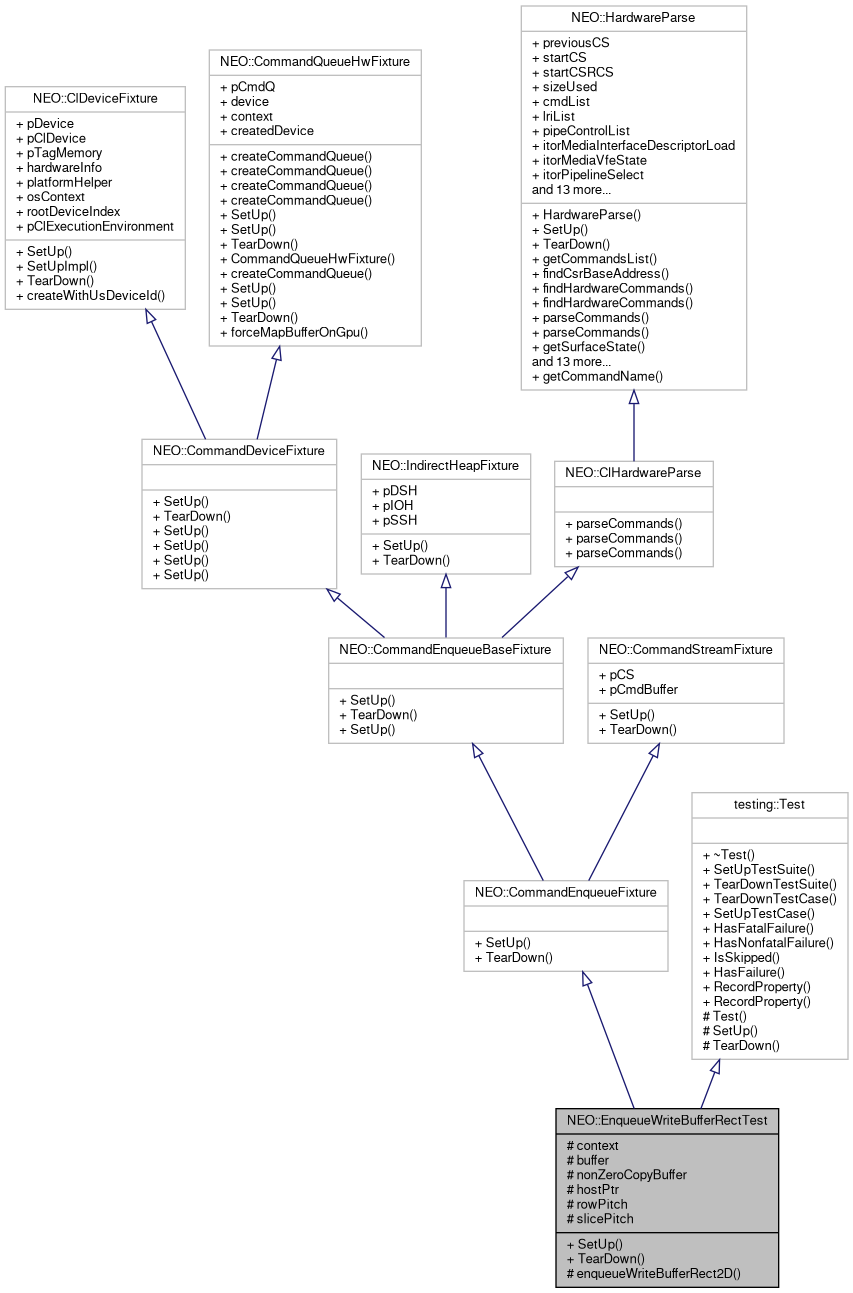 NEO::HardwareParse
+ previousCS
+ startCS
+ startCSRCS
+ sizeUsed
+ cmdList
+ lriList
+ pipeControlList
+ itorMediaInterfaceDescriptorLoad
+ itorMediaVfeState
+ itorPipelineSelect
and 13 more...
+ HardwareParse()
+ SetUp()
+ TearDown()
+ getCommandsList()
+ findCsrBaseAddress()
+ findHardwareCommands()
+ findHardwareCommands()
+ parseCommands()
+ parseCommands()
+ getSurfaceState()
and 13 more...
+ getCommandName()
NEO::CommandQueueHwFixture
+ pCmdQ
+ device
+ context
+ createdDevice
+ createCommandQueue()
+ createCommandQueue()
+ createCommandQueue()
+ createCommandQueue()
+ SetUp()
+ SetUp()
+ TearDown()
+ CommandQueueHwFixture()
+ createCommandQueue()
+ SetUp()
+ SetUp()
+ TearDown()
+ forceMapBufferOnGpu()
NEO::ClDeviceFixture
+ pDevice
+ pClDevice
+ pTagMemory
+ hardwareInfo
+ platformHelper
+ osContext
+ rootDeviceIndex
+ pClExecutionEnvironment
+ SetUp()
+ SetUpImpl()
+ TearDown()
+ createWithUsDeviceId()
NEO::CommandDeviceFixture
+ SetUp()
+ TearDown()
+ SetUp()
+ SetUp()
+ SetUp()
+ SetUp()
NEO::IndirectHeapFixture
+ pDSH
+ pIOH
+ pSSH
+ SetUp()
+ TearDown()
NEO::ClHardwareParse
+ parseCommands()
+ parseCommands()
+ parseCommands()
NEO::CommandEnqueueBaseFixture
+ SetUp()
+ TearDown()
+ SetUp()
NEO::CommandStreamFixture
+ pCS
+ pCmdBuffer
+ SetUp()
+ TearDown()
testing::Test
+ ~Test()
+ SetUpTestSuite()
+ TearDownTestSuite()
+ TearDownTestCase()
+ SetUpTestCase()
+ HasFatalFailure()
+ HasNonfatalFailure()
+ IsSkipped()
+ HasFailure()
+ RecordProperty()
+ RecordProperty()
# Test()
# SetUp()
# TearDown()
NEO::CommandEnqueueFixture
+ SetUp()
+ TearDown()
NEO::EnqueueWriteBufferRectTest
# context
# buffer
# nonZeroCopyBuffer
# hostPtr
# rowPitch
# slicePitch
+ SetUp()
+ TearDown()
# enqueueWriteBufferRect2D()